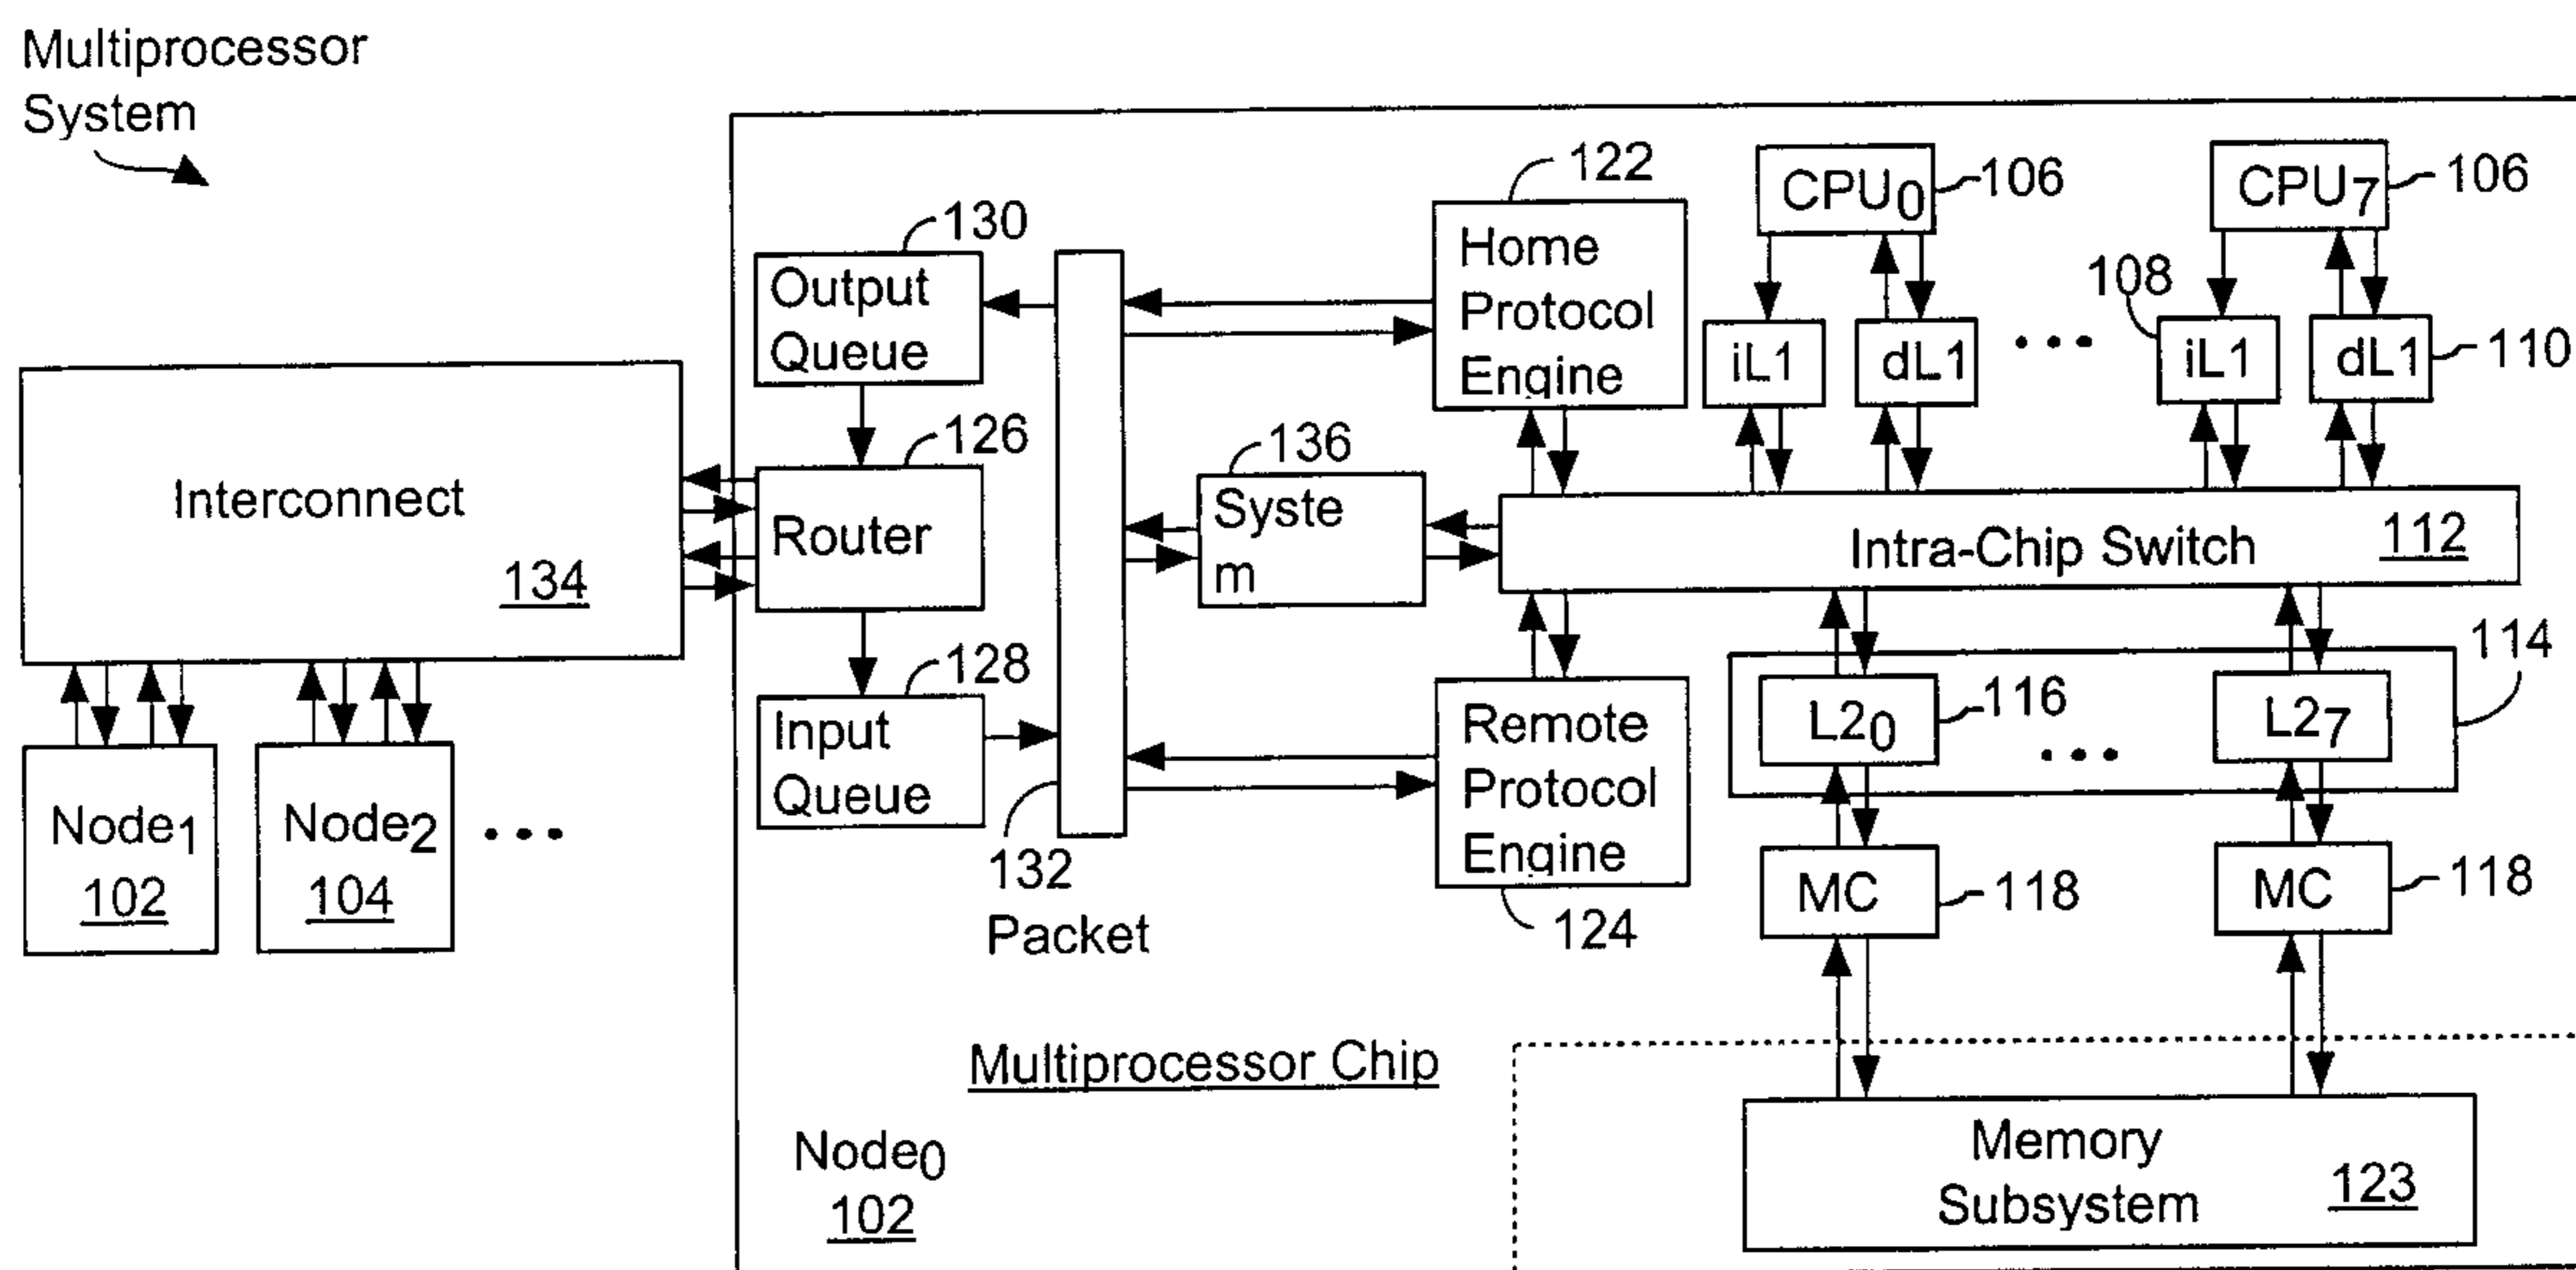 Multiprocessor
System
130
Output
Queue
126
Router
128
Input
Queue
Interconnect
134
Node1
102
Node2
104
132
Packet
122
Home
Protocol
Engine
136
Syste
m
Remote
Protocol
Engine
124
CPU0
106
CPU7
106
108
iL1
dL1
iL1
dL1
110
Intra-Chip Switch
112
114
L20
116
L27
MC
118
MC
118
Multiprocessor Chip
Node0
102
Memory
Subsystem
123